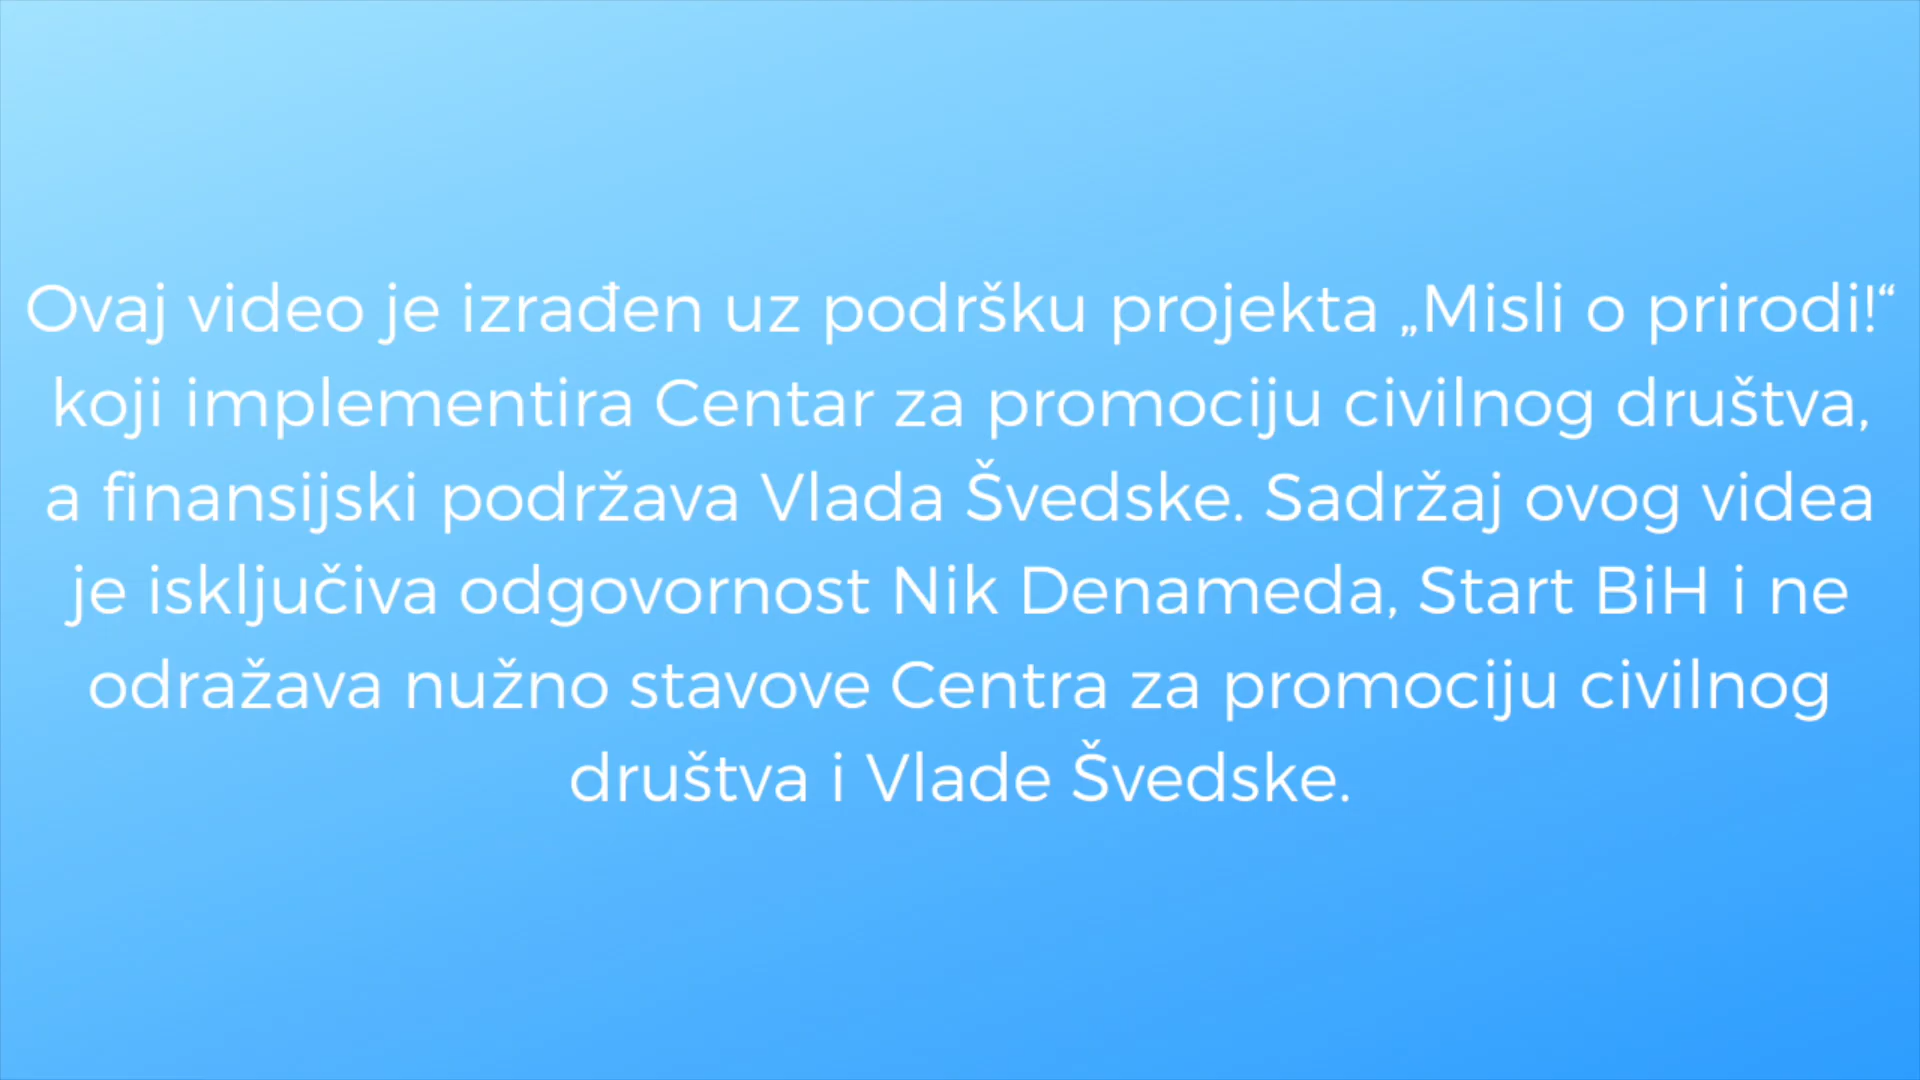 Ovaj video je izrađen uz podršku projekta „Misli o prirodi!“
koji implementira Centar za promociju civilnog društva,
a finansijski podržava Vlada Švedske. Sadržaj ovog videa
je isključiva odgovornost Nik Denameda, Start BiH i ne
odražava nužno stavove Centra za promociju civilnog
društva i Vlade Švedske.